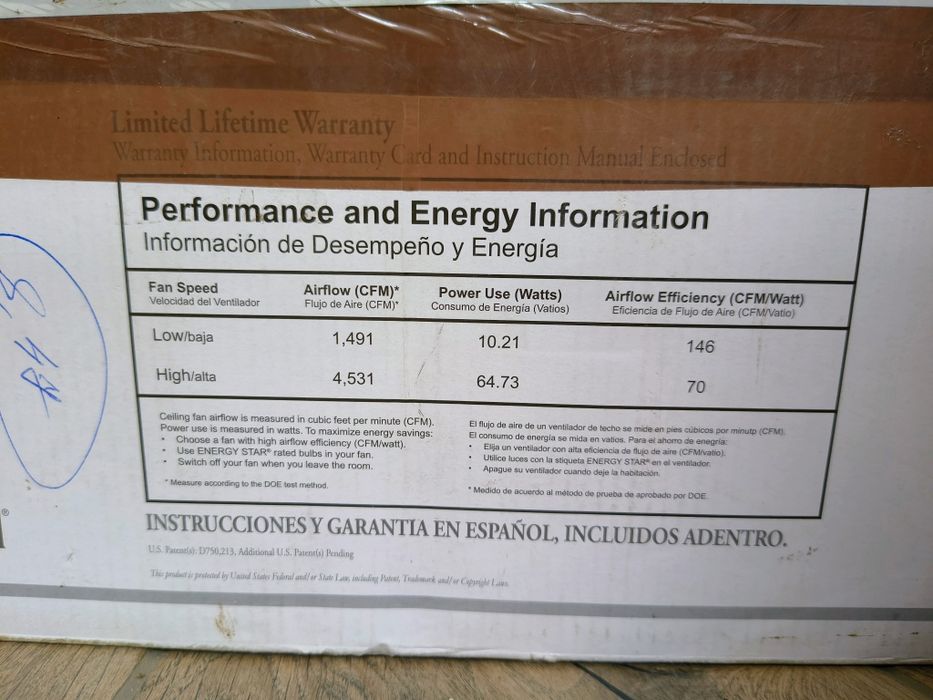 Limited Lifetime Warranty
Warranty Information, Warranty Card and Instruction Manual Enclosed
Performance and Energy Information
Información de Desempeño y Energía
Fan Speed Airflow (CFM)* Power Use (Watts) Airflow Efficiency (CFM/Watt)
Velocidad del Ventilador Flujo de Aire (CFM)* Consumo de Energía (Vatios) Eficiencia de Flujo de Aire (CFM/Vatio)
Low/baja 1,491 10.21 146
High/alta 4,531 64.73 70
Ceiling fan airflow is measured in cubic feet per minute (CFM).
Power use is measured in watts. To maximize energy savings:
• Choose a fan with high airflow efficiency (CFM/watt).
• Use ENERGY STAR® rated bulbs in your fan.
• Switch off your fan when you leave the room.
* Measure according to the DOE test method.
El flujo de aire de un ventilador de techo se mide en pies cúbicos por minutp (CFM).
El consumo de energía se mida en vatios. Para el ahorro de enegría:
• Elija un ventilador con alta eficiencia de flujo de aire (CFM/vatio).
• Utilice luces con la stiqueta ENERGY STAR® en el ventilador.
• Apague su ventilador cuando deje la habitación.
* Medido de acuerdo al método de prueba de aprobado por DOE.
INSTRUCCIONES Y GARANTIA EN ESPAÑOL, INCLUIDOS ADENTRO.
U.S. Patent(s): D750,213, Additional U.S. Patent(s) Pending
This product is protected by United States Federal and/or State Law, including Patent, Trademark and/or Copyright Laws.